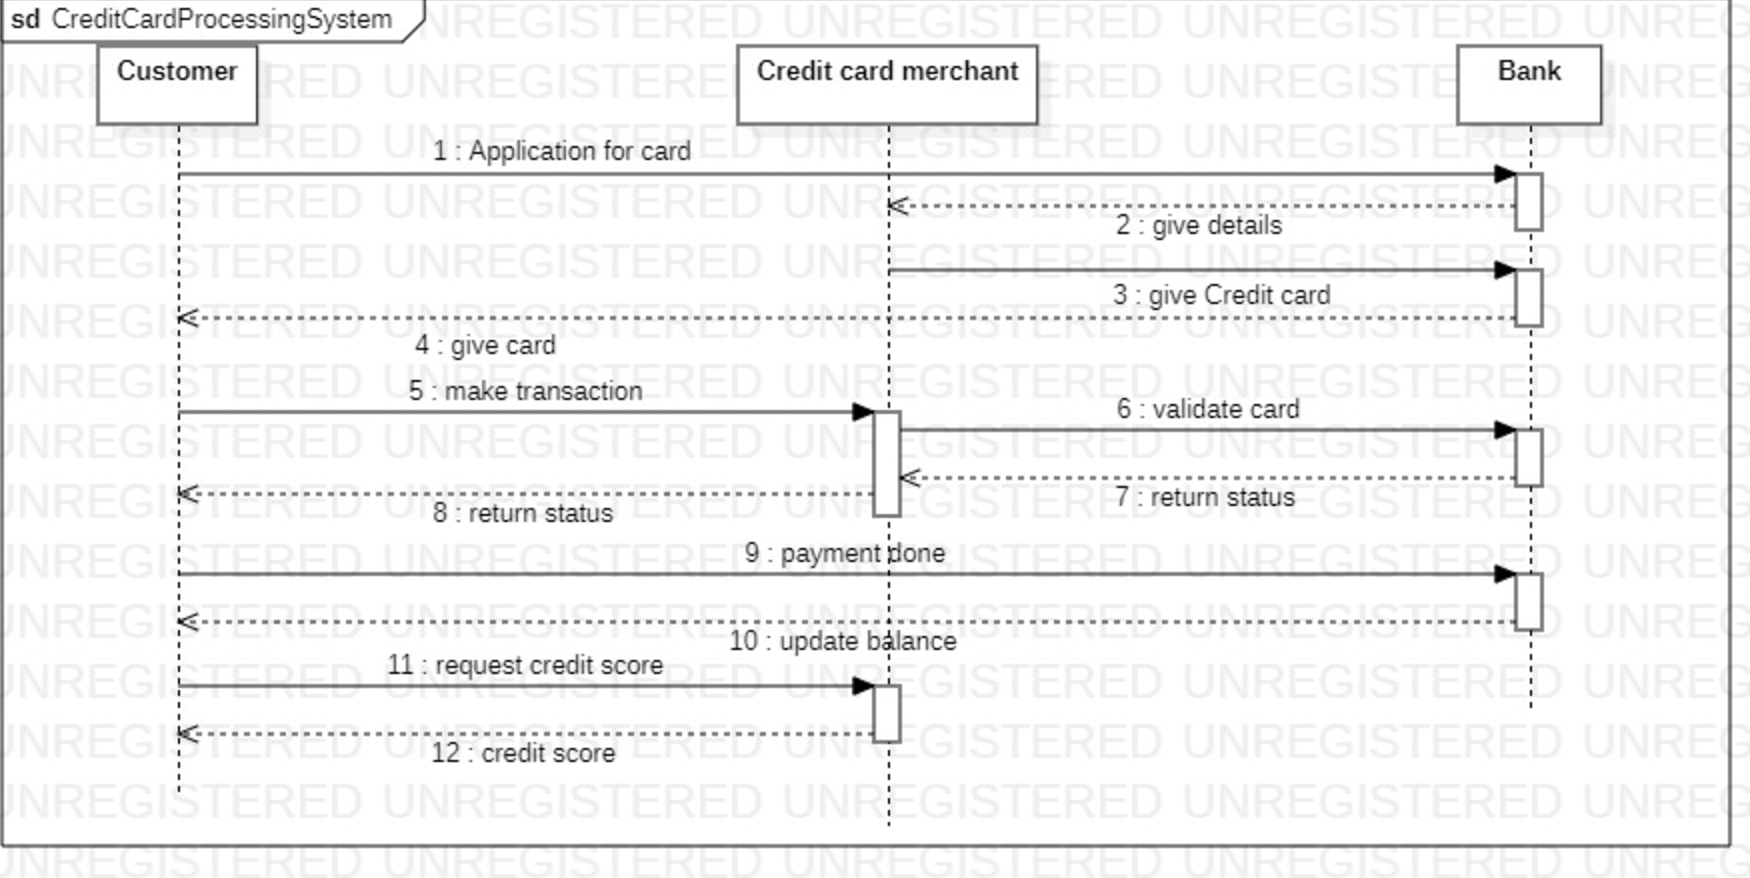 sd CreditCardProcessingSystem
Customer
Credit card merchant
Bank
1 : Application for card
2 : give details
3 : give Credit card
4 : give card
5 : make transaction
6 : validate card
7 : return status
8 : return status
9 : payment done
10 : update balance
11 : request credit score
12 : credit score
UNREGISTERED UNREGISTERED UNREGISTERED UNREGISTERED